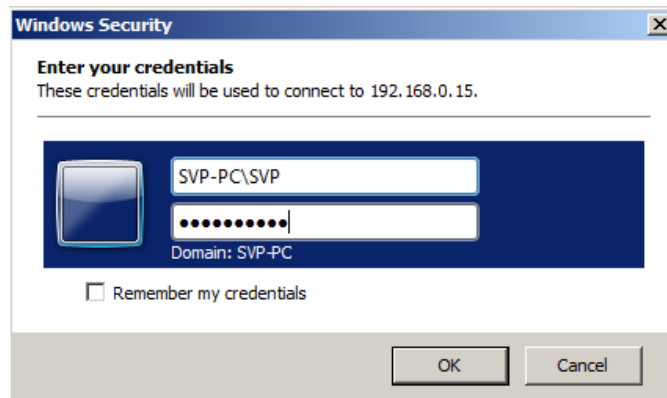 Windows Security
Enter your credentials
These credentials will be used to connect to 192.168.0.15.
SVP-PC\SVP
●●●●●●●●●●
Domain: SVP-PC
Remember my credentials
OK
Cancel